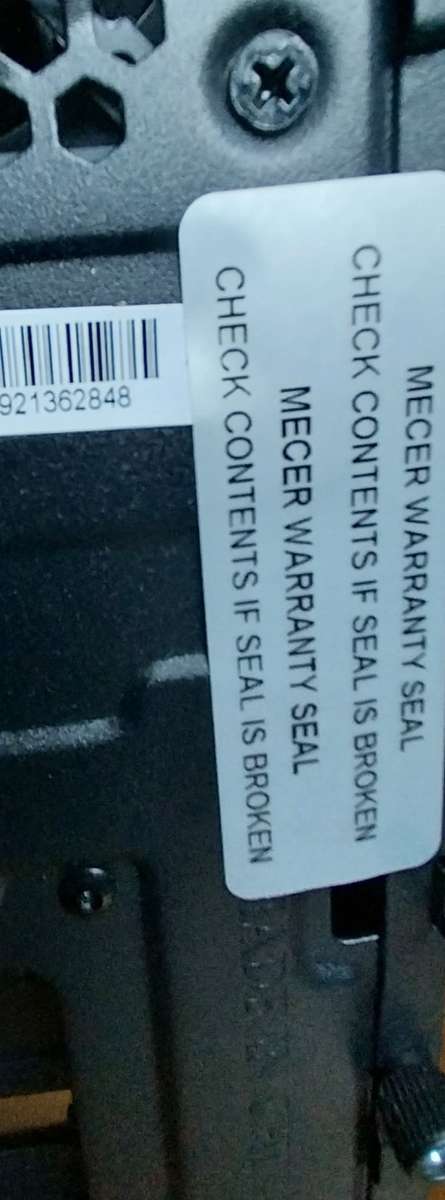 921362848
MECER WARRANTY SEAL
CHECK CONTENTS IF SEAL IS BROKEN
MECER WARRANTY SEAL
CHECK CONTENTS IF SEAL IS BROKEN